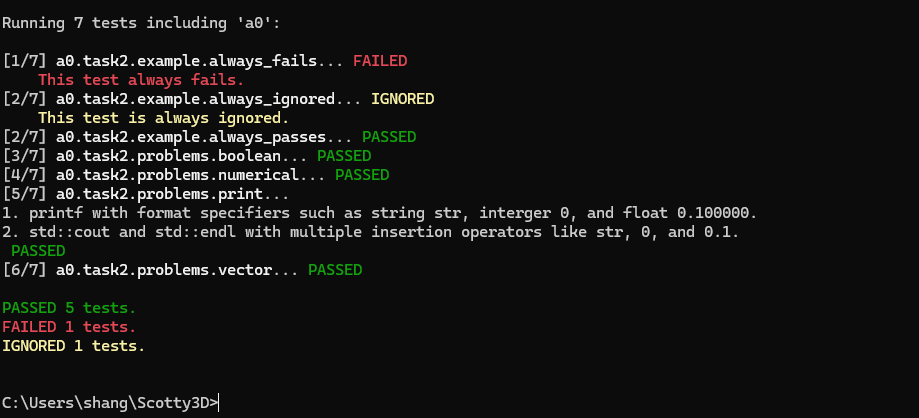 Running 7 tests including 'a0':
[1/7] a0.task2.example.always_fails... FAILED
This test always fails.
[2/7] a0.task2.example.always_ignored... IGNORED
This test is always ignored.
[2/7] a0.task2.example.always_passes... PASSED
[3/7] a0.task2.problems.boolean... PASSED
[4/7] a0.task2.problems.numerical... PASSED
[5/7] a0.task2.problems.print...
1. printf with format specifiers such as string str, interger 0, and float 0.100000.
2. std::cout and std::endl with multiple insertion operators like str, 0, and 0.1.
PASSED
[6/7] a0.task2.problems.vector... PASSED
PASSED 5 tests.
FAILED 1 tests.
IGNORED 1 tests.
C:\Users\shang\Scotty3D>